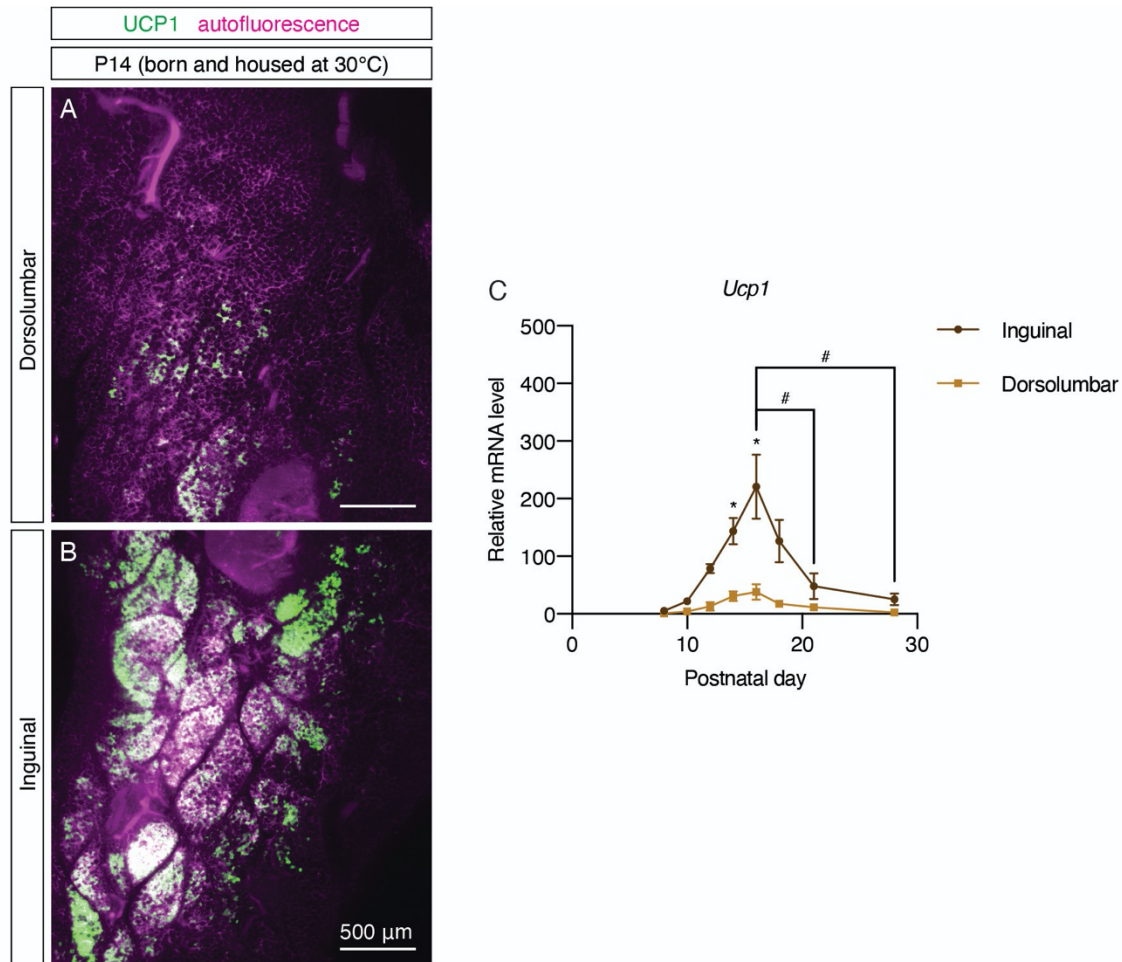 UCP1 autofluorescence
P14 (born and housed at 30°C)
Dorsolumbar
A
Inguinal
B
500 µm
C
Ucp1
Relative mRNA level
500
400
300
200
100
0
0 10 20 30
Postnatal day
* * # #
Inguinal
Dorsolumbar